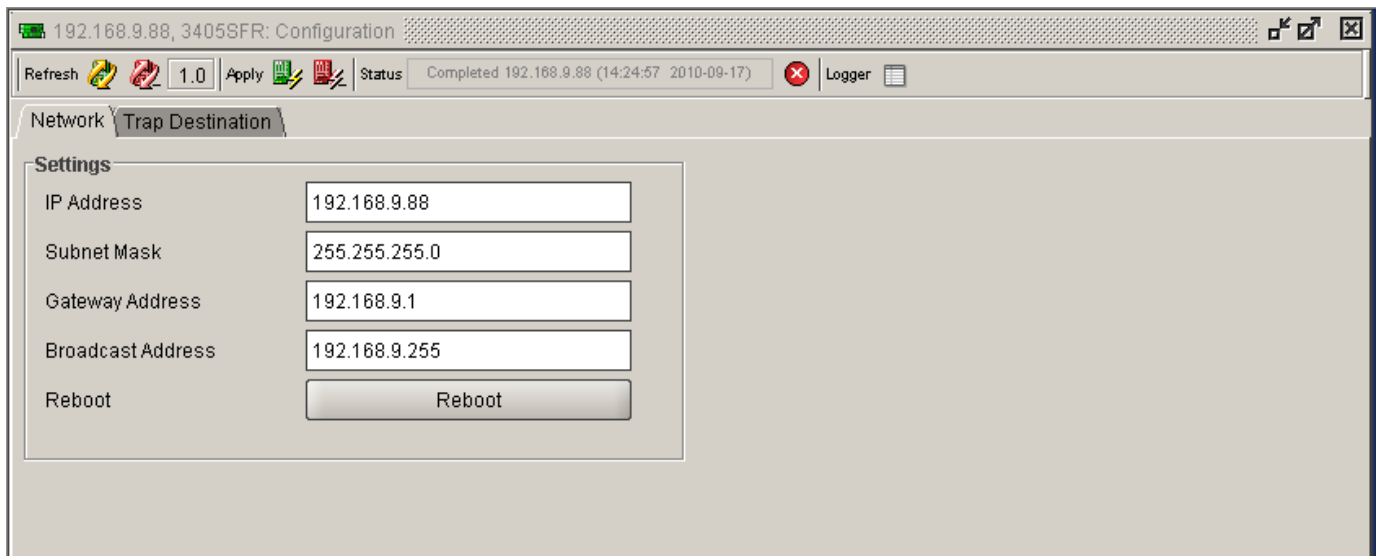 192.168.9.88, 3405SFR: Configuration
Refresh 1.0 Apply Status Completed 192.168.9.88 (14:24:57 2010-09-17) Logger
Network Trap Destination
Settings
IP Address 192.168.9.88
Subnet Mask 255.255.255.0
Gateway Address 192.168.9.1
Broadcast Address 192.168.9.255
Reboot Reboot